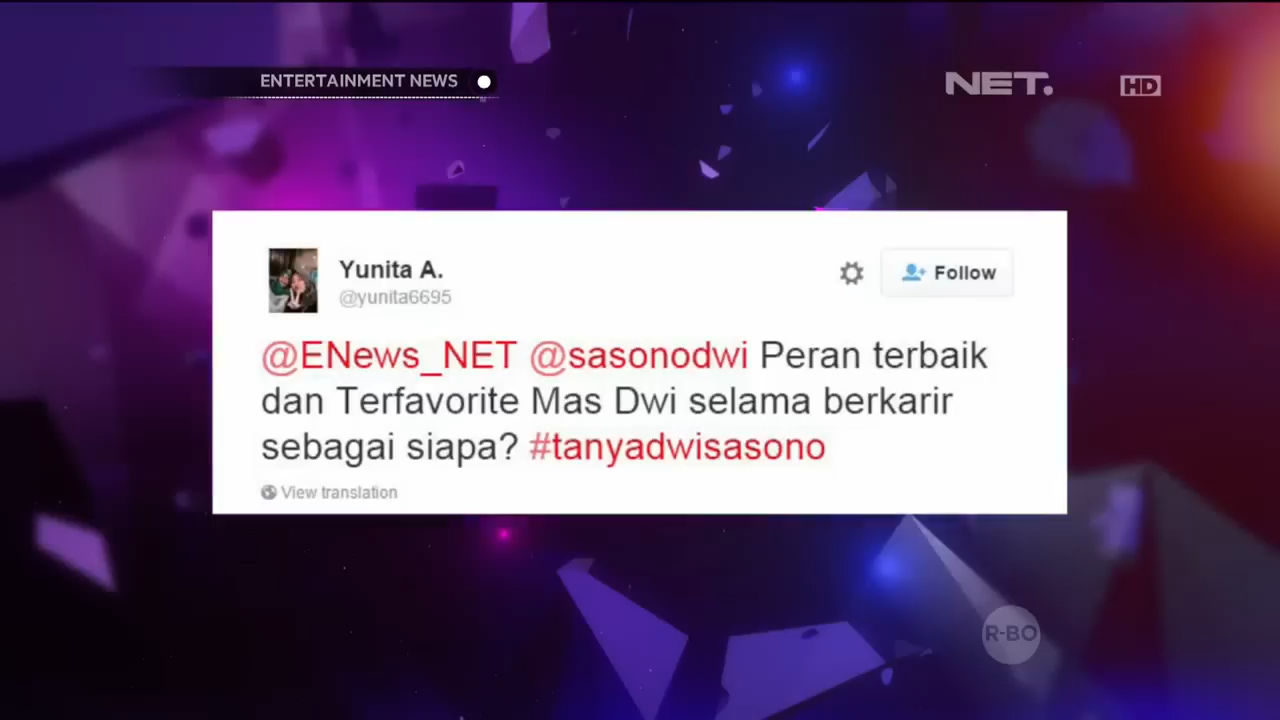 ENTERTAINMENT NEWS
NET.
HD
Yunita A.
@yunita6695
Follow
@ENews_NET @sasonodwi Peran terbaik
dan Terfavorite Mas Dwi selama berkarir
sebagai siapa? #tanyadwisasono
View translation
R-BO